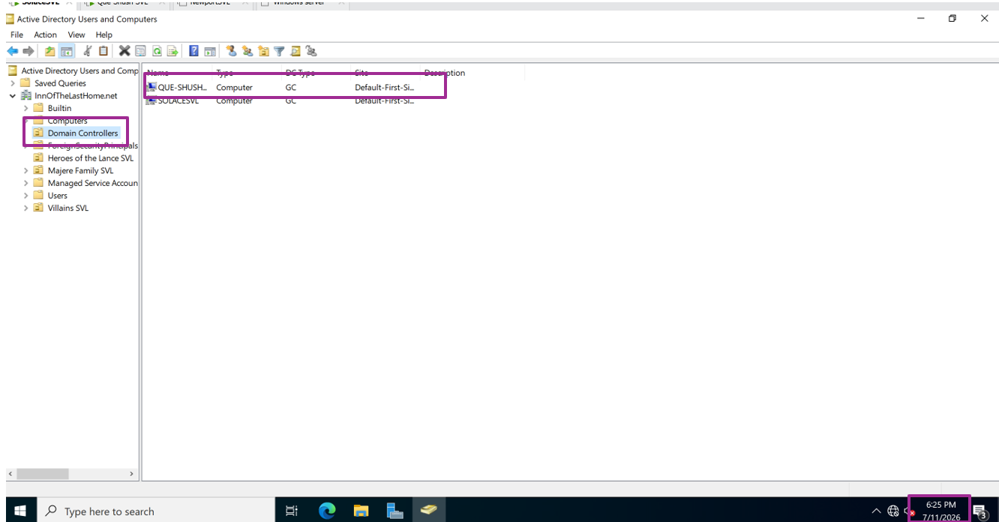 SolaceSVL Que Shush SVL NewportSVL Windows server
Active Directory Users and Computers
File Action View Help
Active Directory Users and Comp
Saved Queries
InnOfTheLastHome.net
Builtin
Computers
Domain Controllers
ForeignSecurityPrincipals
Heroes of the Lance SVL
Majere Family SVL
Managed Service Accoun
Users
Villains SVL
Name Type DC Type Site Description
QUE-SHUSH... Computer GC Default-First-Si...
SOLACESVL Computer GC Default-First-Si...
Type here to search
6:25 PM
7/11/2026
3